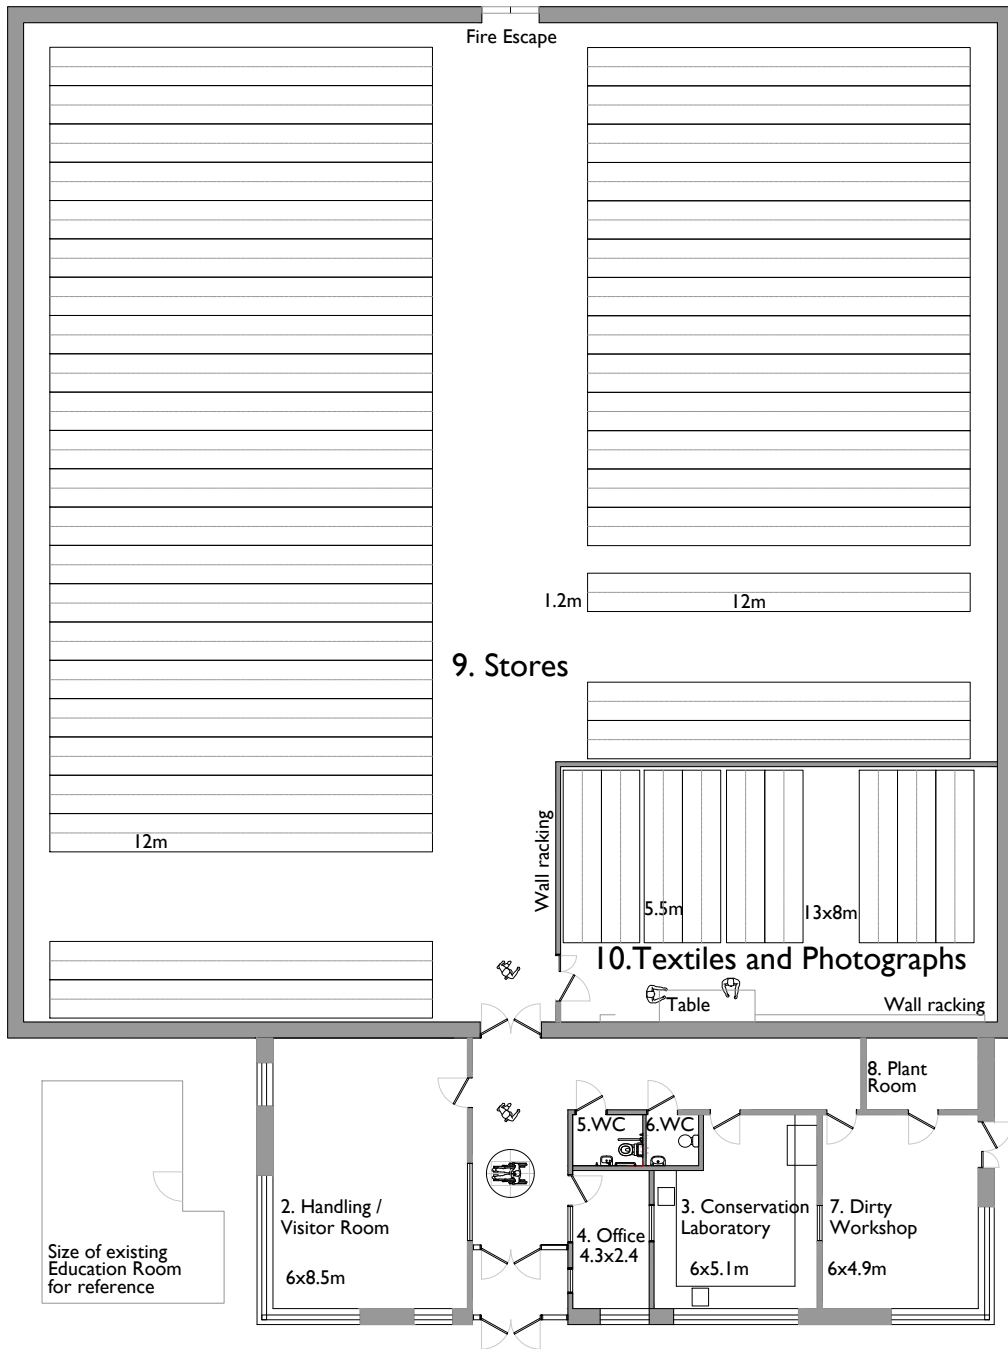 Fire Escape
1.2m
12m
9. Stores
12m
Wall racking
5.5m
13x8m
10.Textiles and Photographs
Table
Wall racking
8. Plant
Room
5.WC
6.WC
2. Handling /
Visitor Room
6x8.5m
4. Office
4.3x2.4
3. Conservation
Laboratory
6x5.1m
7. Dirty
Workshop
6x4.9m
Size of existing
Education Room
for reference